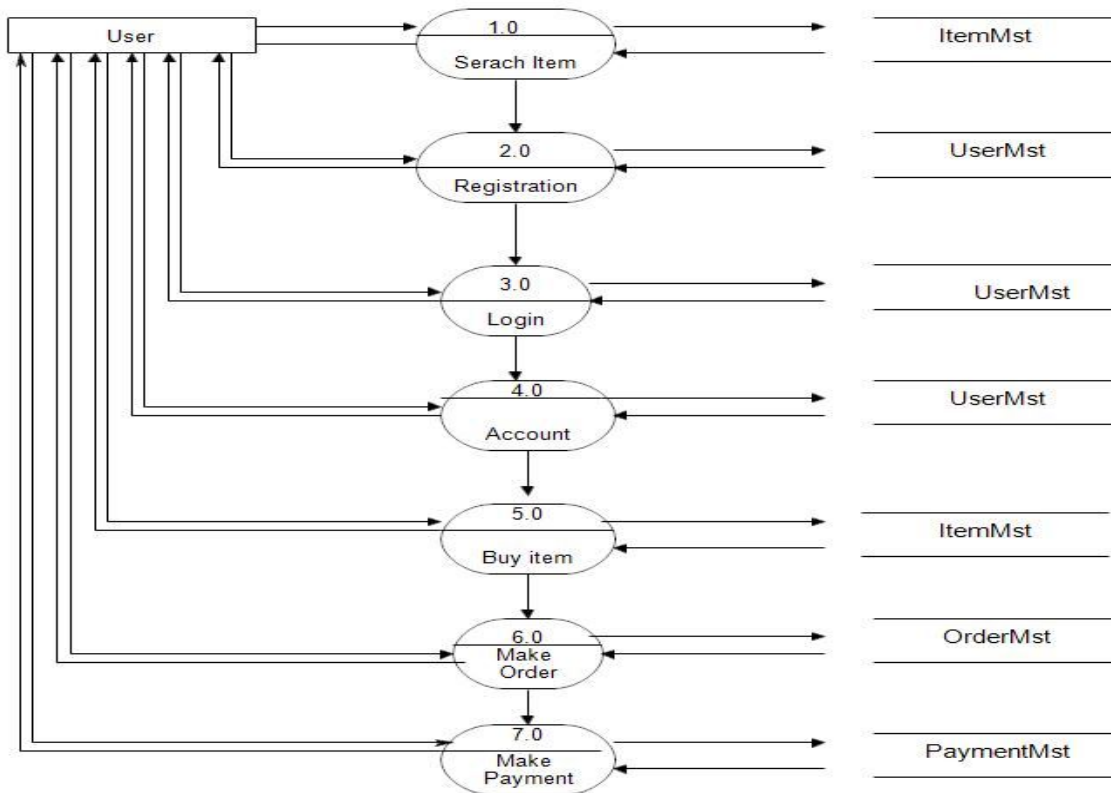 User
1.0
Serach Item
ItemMst
2.0
Registration
UserMst
3.0
Login
UserMst
4.0
Account
UserMst
5.0
Buy item
ItemMst
6.0
Make
Order
OrderMst
7.0
Make
Payment
PaymentMst